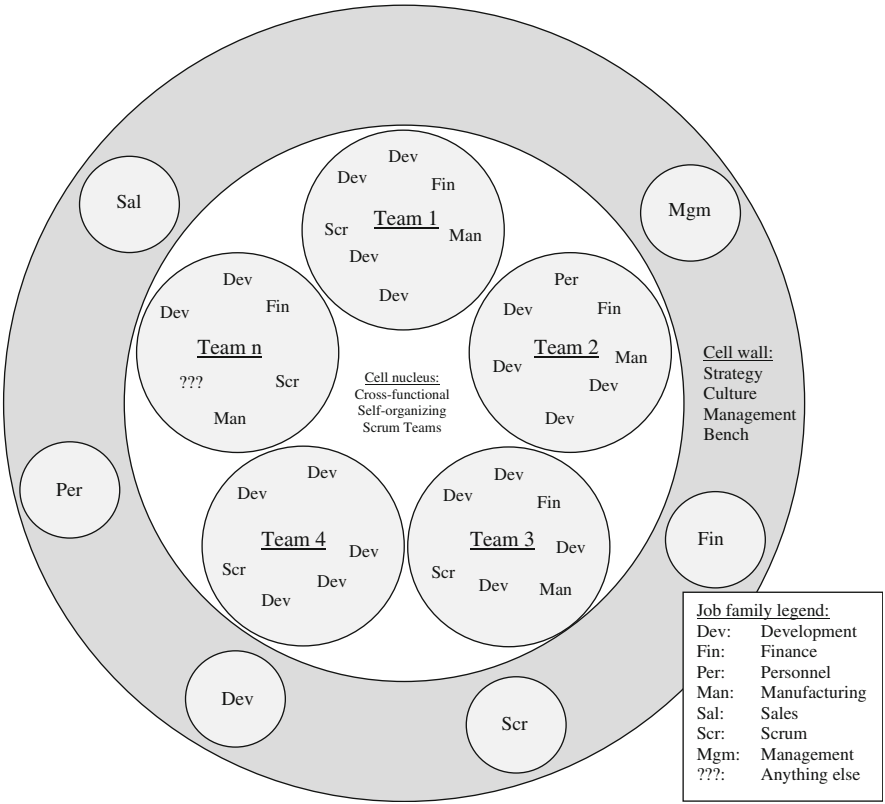 Dev
Dev
Fin
Scr
Team 1
Man
Dev
Dev
Sal
Mgm
Dev
Dev
Fin
Team n
???
Scr
Man
Per
Dev
Fin
Team 2
Man
Dev
Dev
Dev
Cell nucleus:
Cross-functional
Self-organizing
Scrum Teams
Cell wall:
Strategy
Culture
Management
Bench
Per
Dev
Dev
Team 4
Dev
Scr
Dev
Dev
Dev
Dev
Fin
Team 3
Dev
Scr
Dev
Man
Fin
Dev
Scr
Job family legend:
Dev: Development
Fin: Finance
Per: Personnel
Man: Manufacturing
Sal: Sales
Scr: Scrum
Mgm: Management
???: Anything else